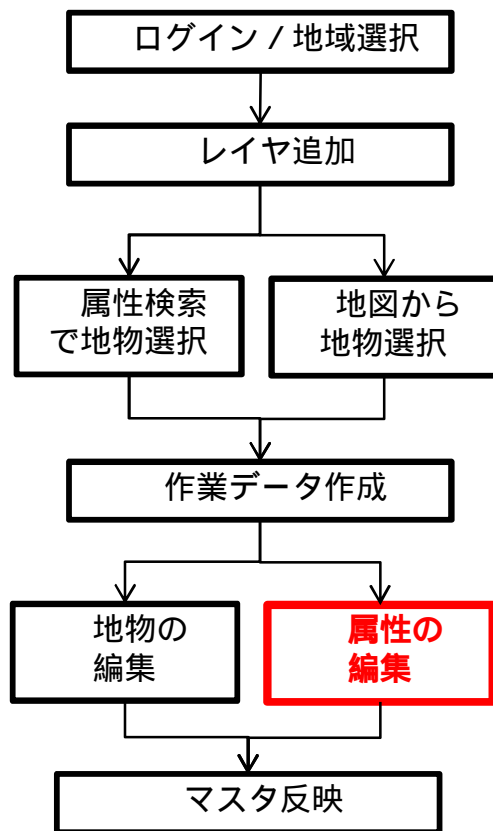 ログイン / 地域選択
レイヤ追加
属性検索
で地物選択
地図から
地物選択
作業データ作成
地物の
編集
属性の
編集
マスタ反映